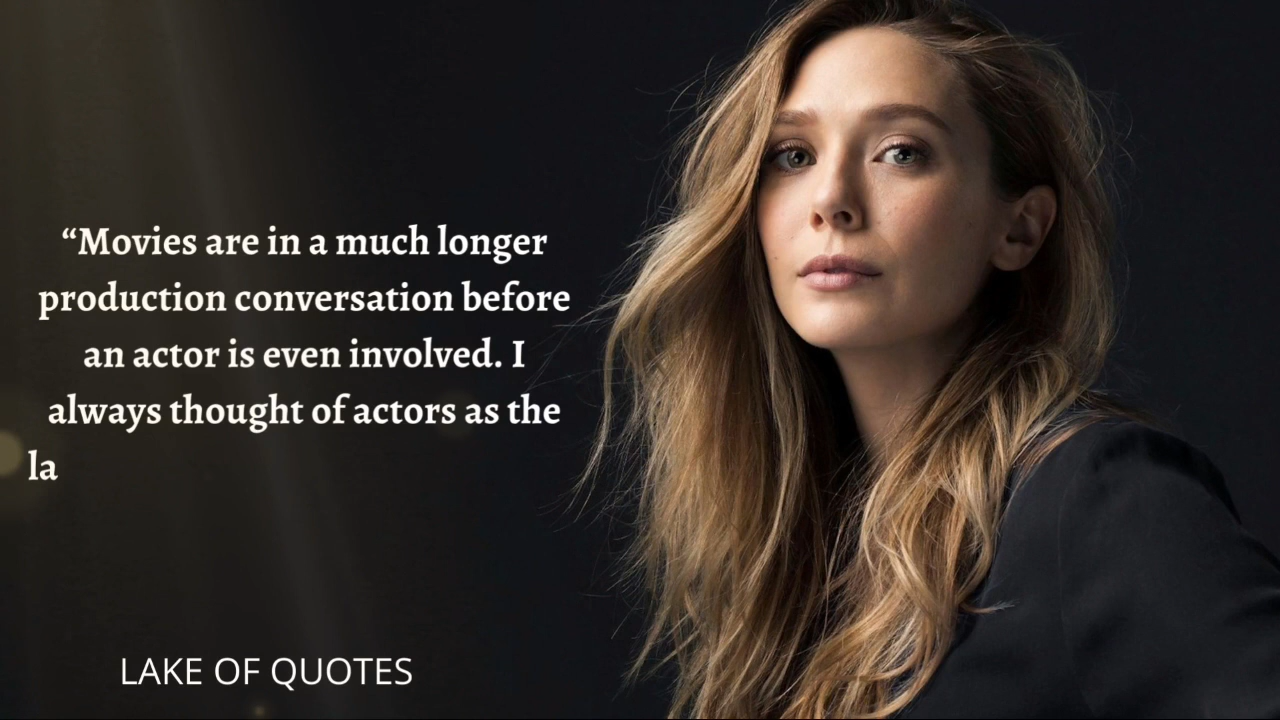 “Movies are in a much longer
production conversation before
an actor is even involved. I
always thought of actors as the
la
LAKE OF QUOTES